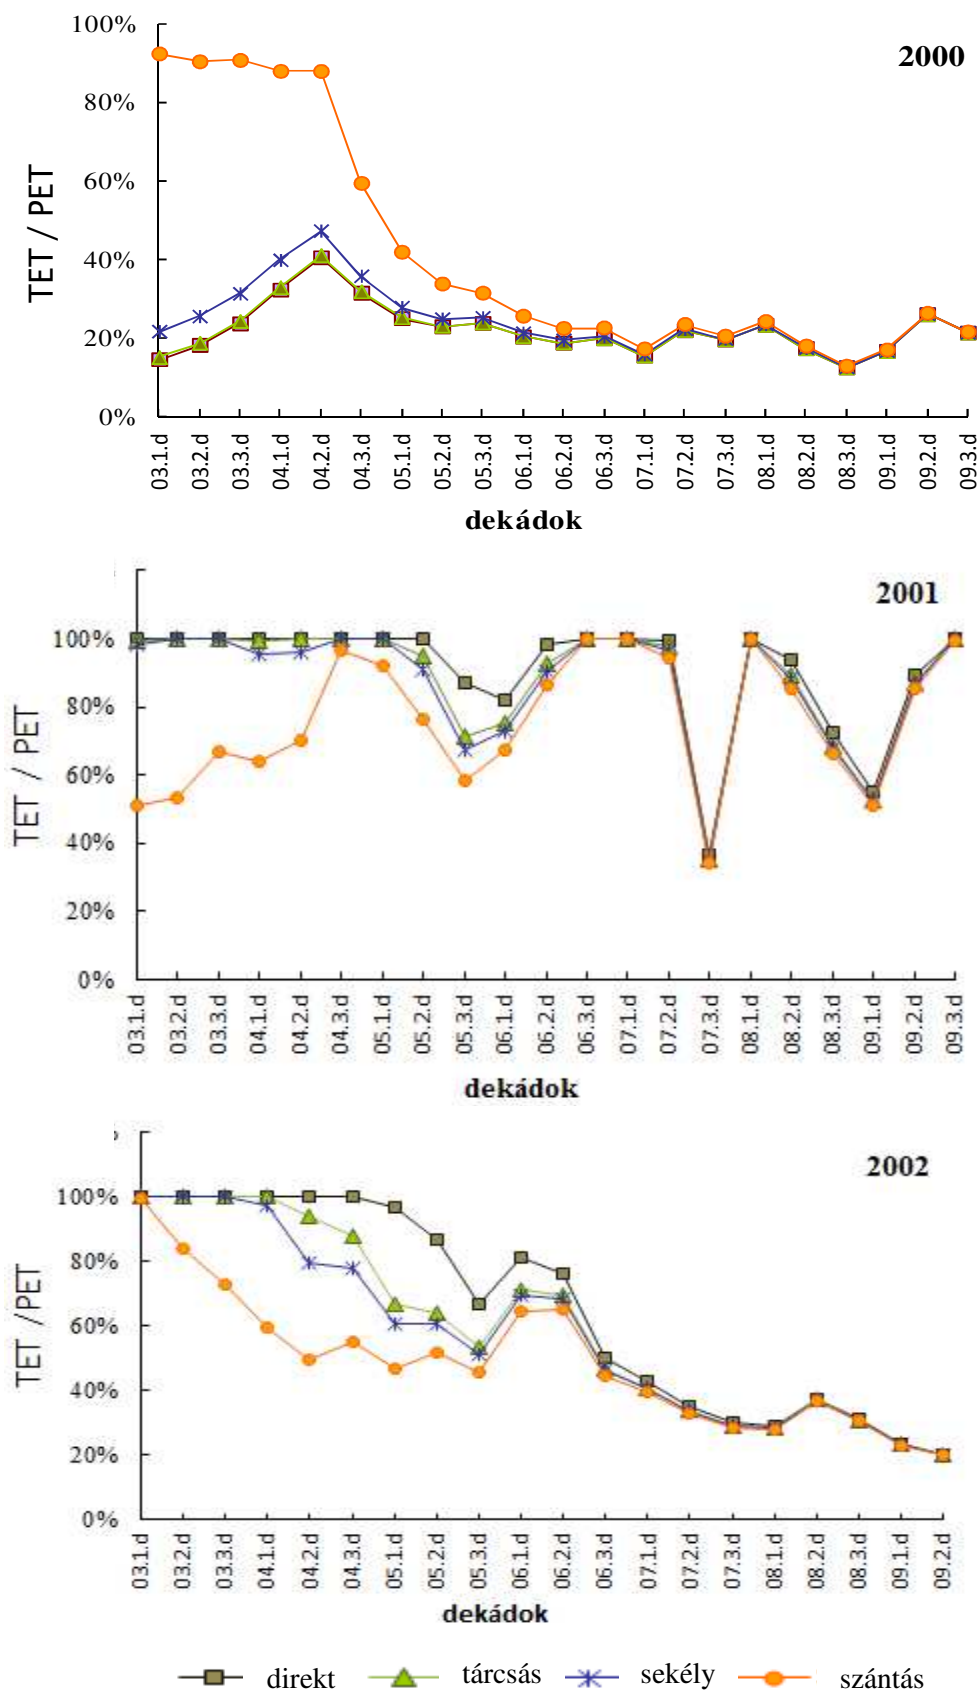 100%
2000
80%
60%
40%
20%
0%
TET / PET
03.1.d 03.2.d 03.3.d 04.1.d 04.2.d 04.3.d 05.1.d 05.2.d 05.3.d 06.1.d 06.2.d 06.3.d 07.1.d 07.2.d 07.3.d 08.1.d 08.2.d 08.3.d 09.1.d 09.2.d 09.3.d
dekádok
2001
100%
80%
60%
40%
20%
0%
TET / PET
03.1.d 03.2.d 03.3.d 04.1.d 04.2.d 04.3.d 05.1.d 05.2.d 05.3.d 06.1.d 06.2.d 06.3.d 07.1.d 07.2.d 07.3.d 08.1.d 08.2.d 08.3.d 09.1.d 09.2.d 09.3.d
dekádok
2002
100%
80%
60%
40%
20%
0%
TET /PET
03.1.d 03.2.d 03.3.d 04.1.d 04.2.d 04.3.d 05.1.d 05.2.d 05.3.d 06.1.d 06.2.d 06.3.d 07.1.d 07.2.d 07.3.d 08.1.d 08.2.d 08.3.d 09.1.d 09.2.d
dekádok
direkt tárcsás sekély szántás